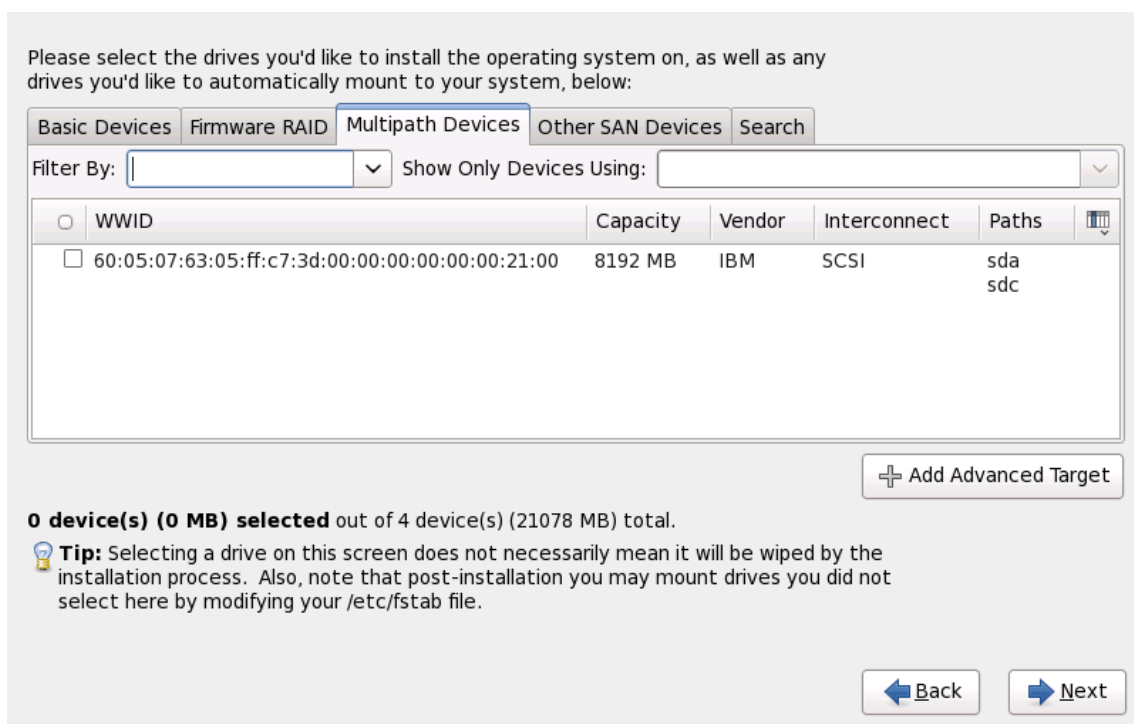 Please select the drives you'd like to install the operating system on, as well as any
drives you'd like to automatically mount to your system, below:
Basic Devices Firmware RAID Multipath Devices Other SAN Devices Search
Filter By: Show Only Devices Using:
WWID Capacity Vendor Interconnect Paths
60:05:07:63:05:ff:c7:3d:00:00:00:00:00:00:21:00 8192 MB IBM SCSI sda
sdc
Add Advanced Target
0 device(s) (0 MB) selected out of 4 device(s) (21078 MB) total.
Tip: Selecting a drive on this screen does not necessarily mean it will be wiped by the
installation process. Also, note that post-installation you may mount drives you did not
select here by modifying your /etc/fstab file.
Back Next